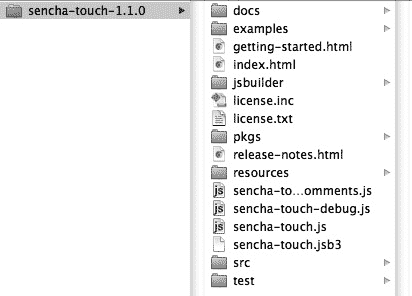 sencha-touch-1.1.0
docs
examples
getting-started.html
index.html
jsbuilder
license.inc
license.txt
pkgs
release-notes.html
resources
sencha-to...omments.js
sencha-touch-debug.js
sencha-touch.js
sencha-touch.jsb3
src
test